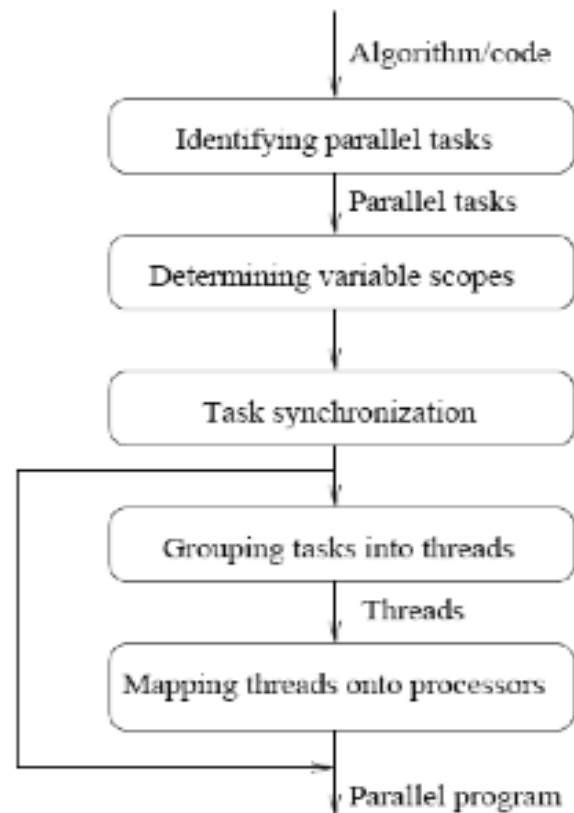 Algorithm/code
Identifying parallel tasks
Parallel tasks
Determining variable scopes
Task synchronization
Grouping tasks into threads
Threads
Mapping threads onto processors
Parallel program